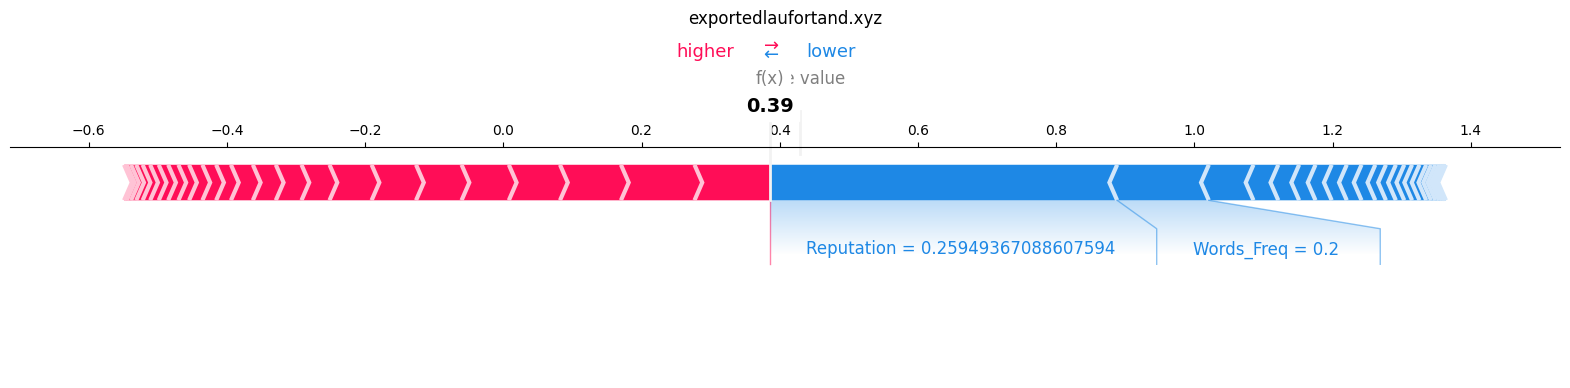 exportedlaufortand.xyz
higher ⇄ lower
f(x) value
0.39
−0.6 −0.4 −0.2 0.0 0.2 0.4 0.6 0.8 1.0 1.2 1.4
Reputation = 0.25949367088607594 Words_Freq = 0.2